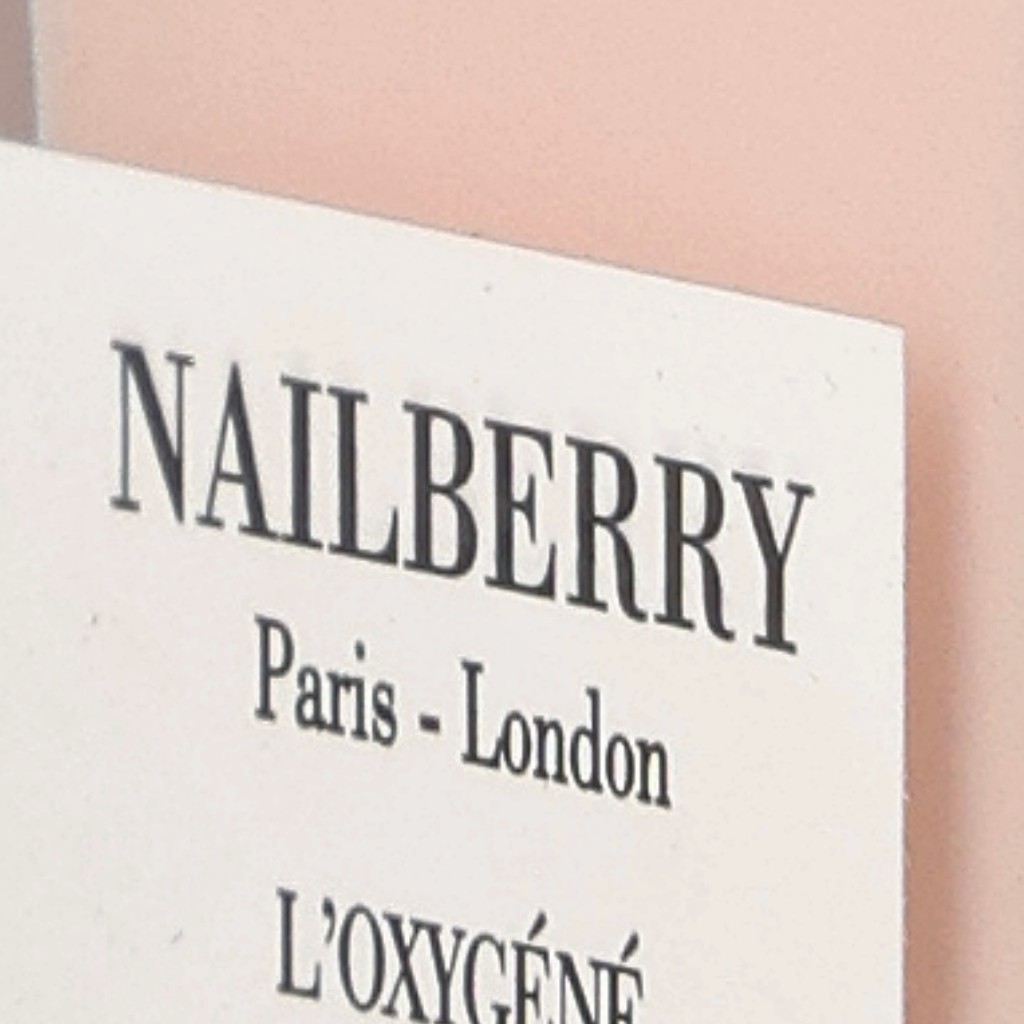 NAILBERRY
Paris - London
L'OXYGÉNÉ